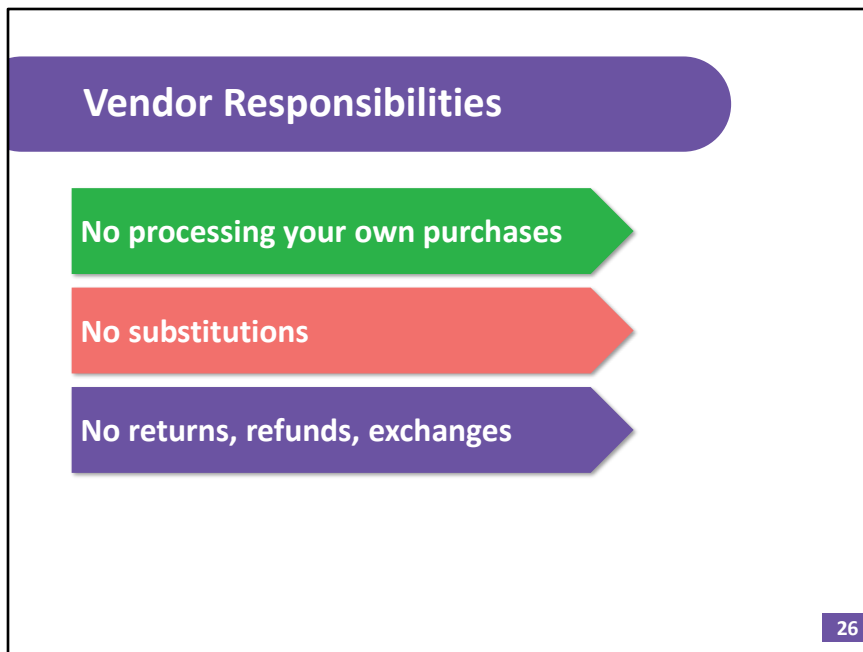 Vendor Responsibilities
No processing your own purchases
No substitutions
No returns, refunds, exchanges
26